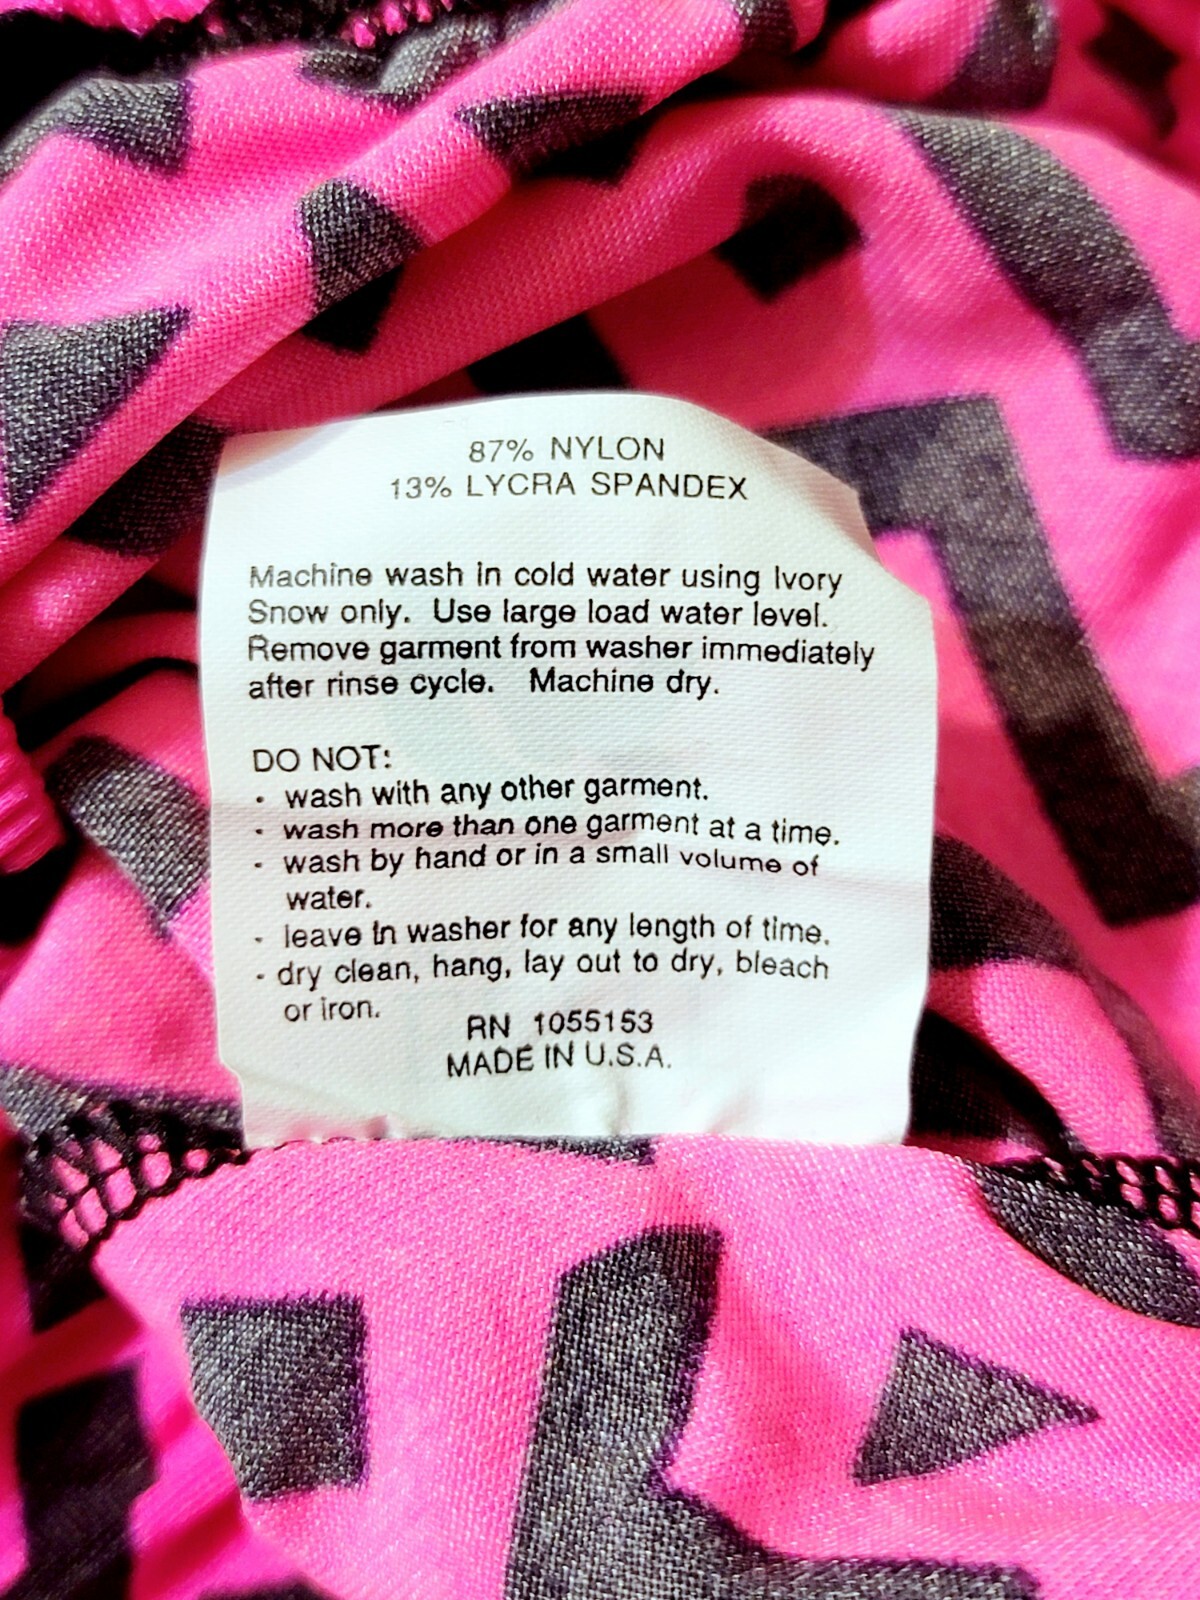 87% NYLON
13% LYCRA SPANDEX
Machine wash in cold water using Ivory
Snow only. Use large load water level.
Remove garment from washer immediately
after rinse cycle. Machine dry.
DO NOT:
- wash with any other garment.
- wash more than one garment at a time.
- wash by hand or in a small volume of
water.
- leave in washer for any length of time.
- dry clean, hang, lay out to dry, bleach
or iron.
RN 1055153
MADE IN U.S.A.